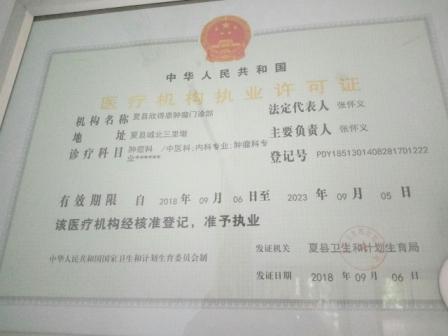 中华人民共和国
医疗机构执业许可证
机构名称 夏县欣得康肿瘤门诊部 法定代表人 张怀义
地 址 夏县城北三里墩 主要负责人 张怀义
诊疗科目 肿瘤科 /中医科;内科专业;肿瘤科专业******* 登记号 PDY18513014082817D1222
有效期限 自 2018 年 09 月 06 日至 2023 年 09 月 05 日
该医疗机构经核准登记,准予执业
发证机关 夏县卫生和计划生育局
中华人民共和国国家卫生和计划生育委员会制
发证日期 2018 年 09 月 06 日